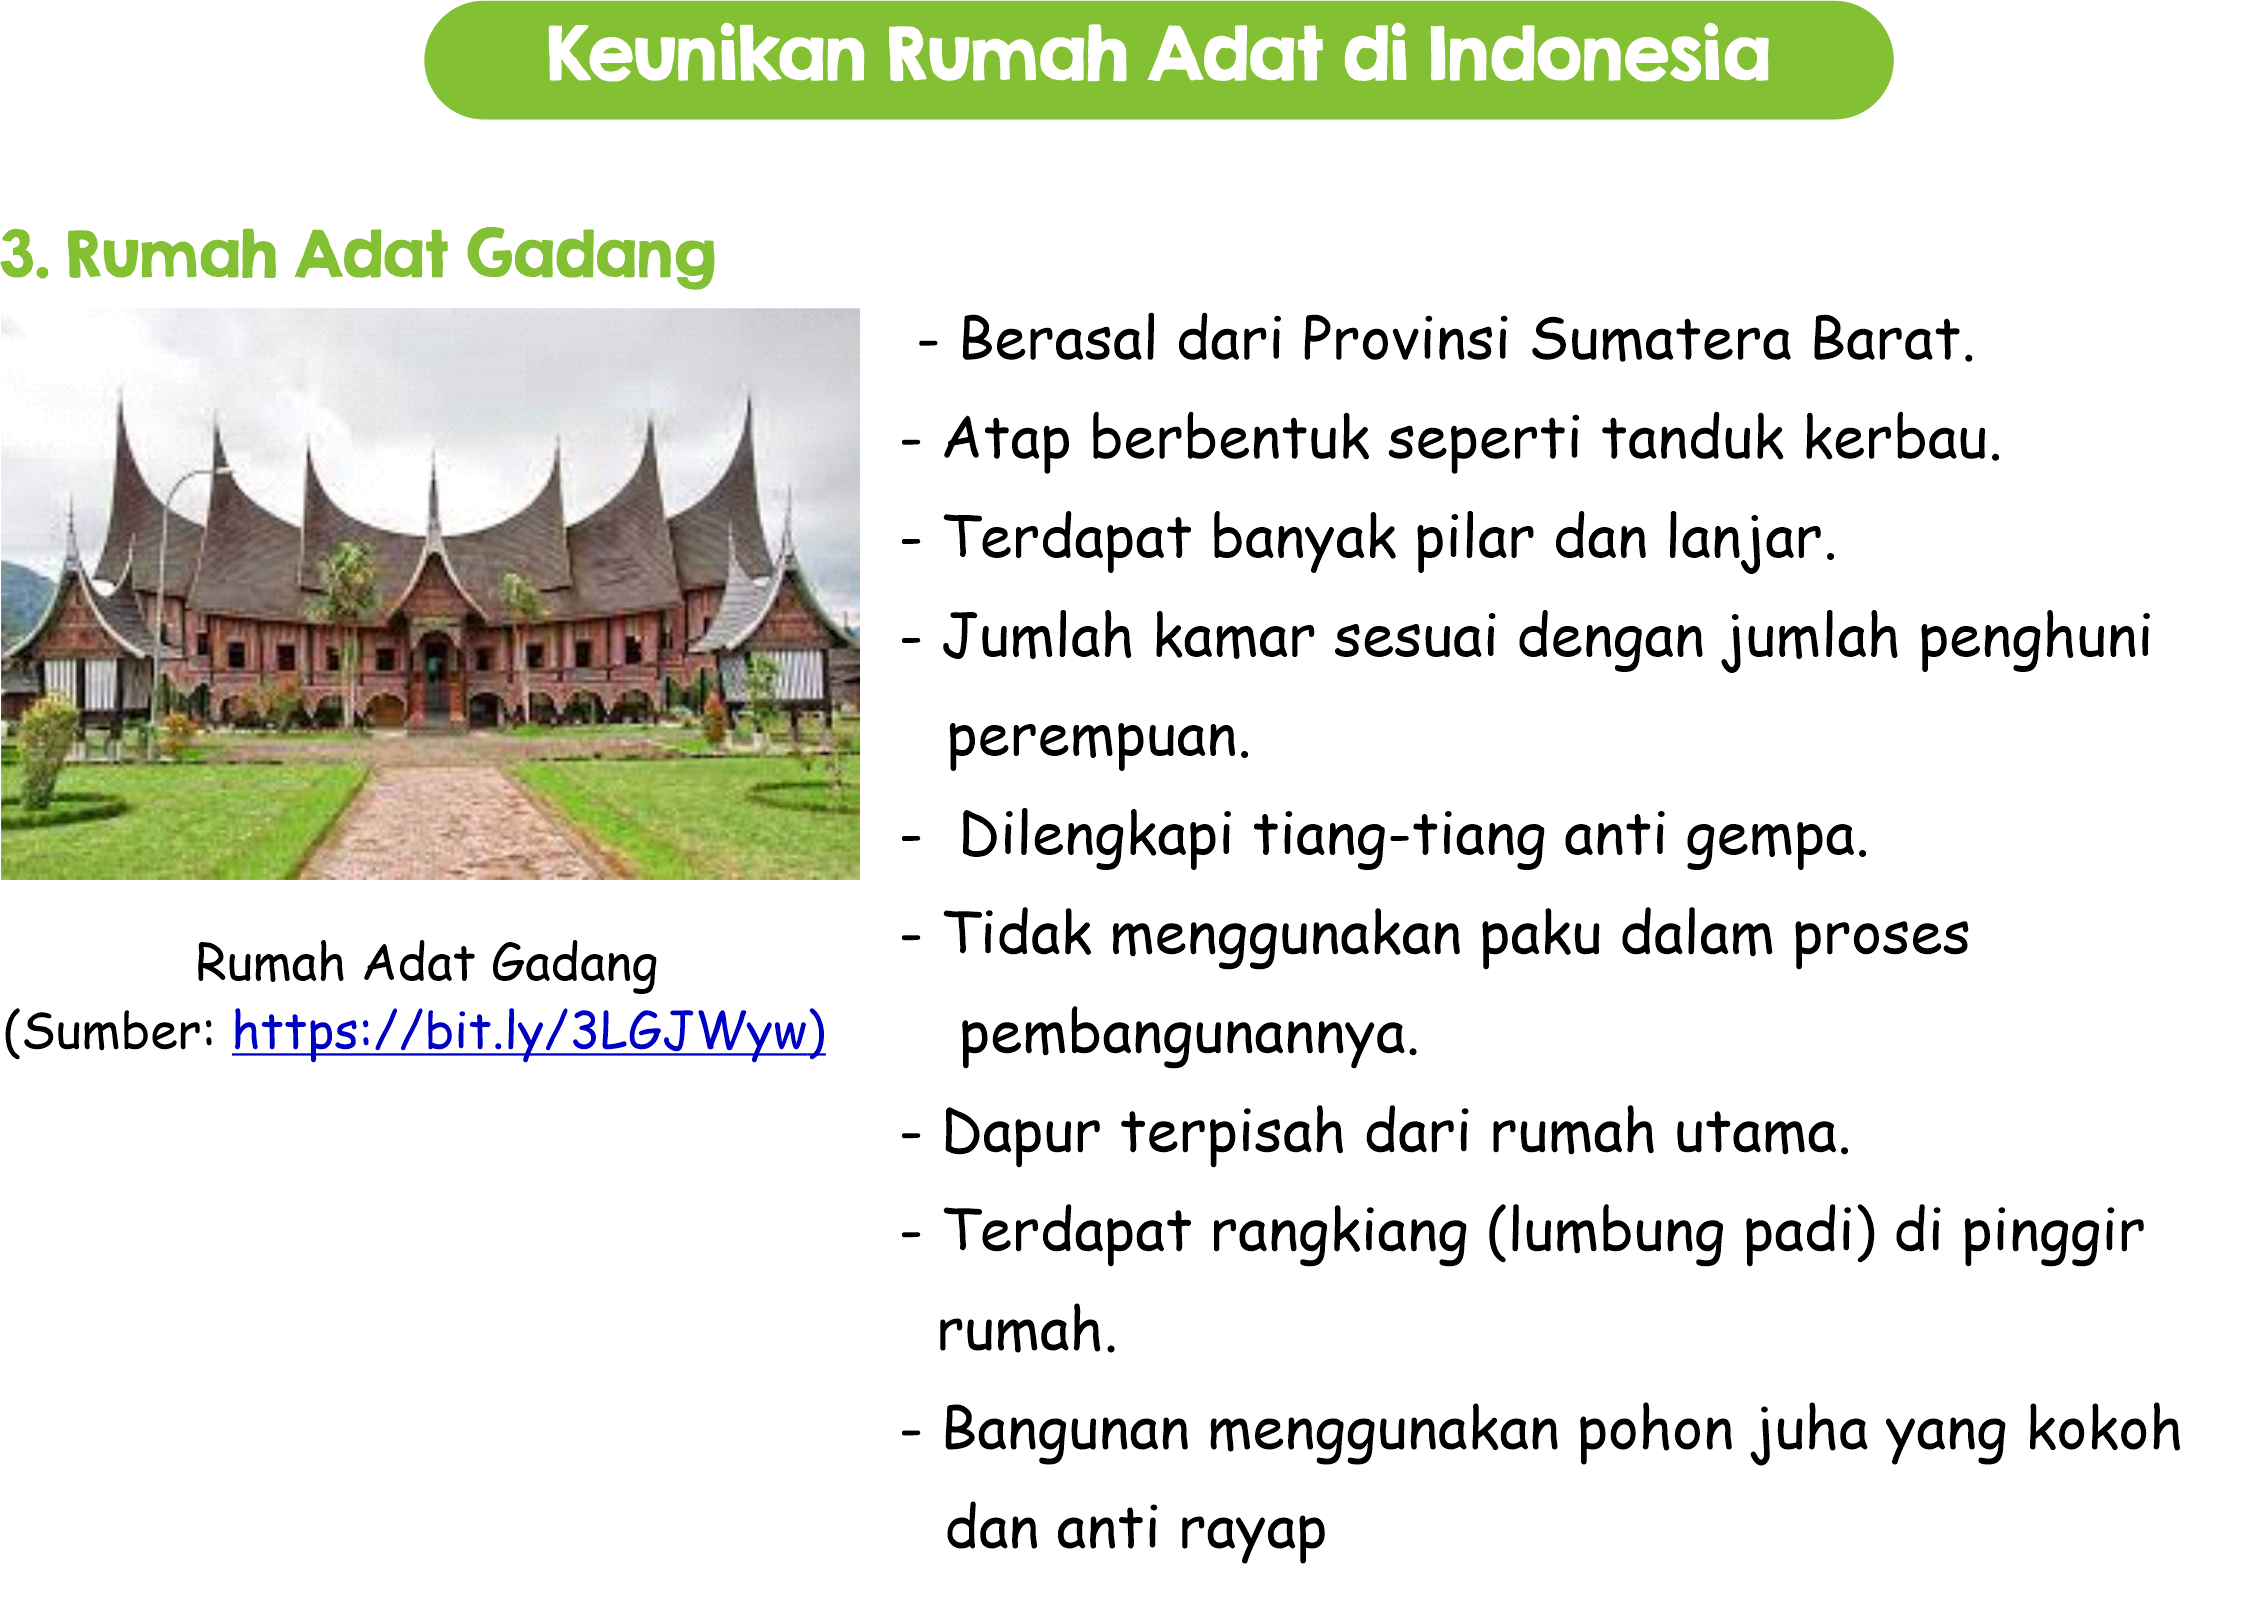 Keunikan Rumah Adat di Indonesia
3. Rumah Adat Gadang
Rumah Adat Gadang
(Sumber: https://bit.ly/3LGJWyw)
- Berasal dari Provinsi Sumatera Barat.
- Atap berbentuk seperti tanduk kerbau.
- Terdapat banyak pilar dan lanjar.
- Jumlah kamar sesuai dengan jumlah penghuni
perempuan.
- Dilengkapi tiang-tiang anti gempa.
- Tidak menggunakan paku dalam proses
pembangunannya.
- Dapur terpisah dari rumah utama.
- Terdapat rangkiang (lumbung padi) di pinggir
rumah.
- Bangunan menggunakan pohon juha yang kokoh
dan anti rayap